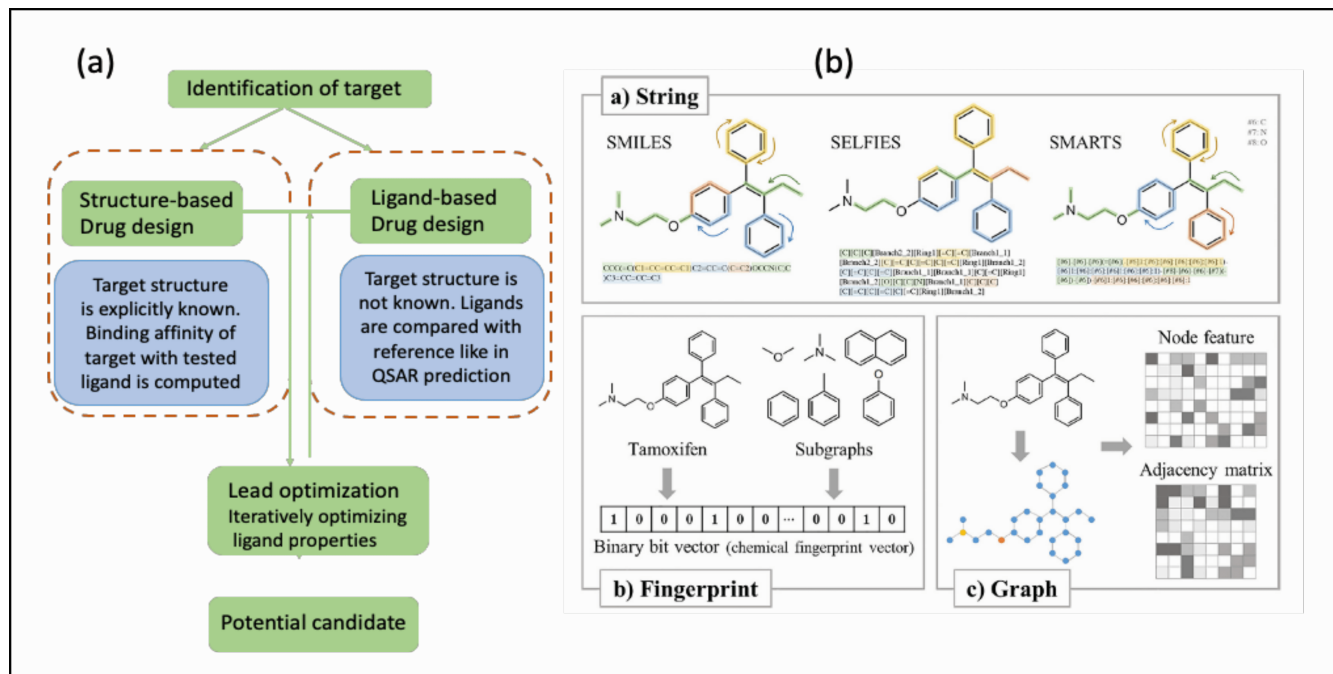 (a)
Identification of target
Structure-based
Drug design
Ligand-based
Drug design
Target structure
is explicitly known.
Binding affinity of
target with tested
ligand is computed
Target structure
is not known. Ligands
are compared with
reference like in
QSAR prediction
Lead optimization
Iteratively optimizing
ligand properties
Potential candidate
(b)
a) String
SMILES
N
O
SELFIES
N
O
SMARTS
#6: C
#7: N
#8: O
N
O
[C][C][C][Branch2_2][Ring1][=C][=C][Branch1_1]
N
O
Tamoxifen
O
N
O
Subgraphs
1 0 0 0 1 0 0 ... 0 0 1 0
Binary bit vector (chemical fingerprint vector)
b) Fingerprint
N
O
Node feature
Adjacency matrix
c) Graph